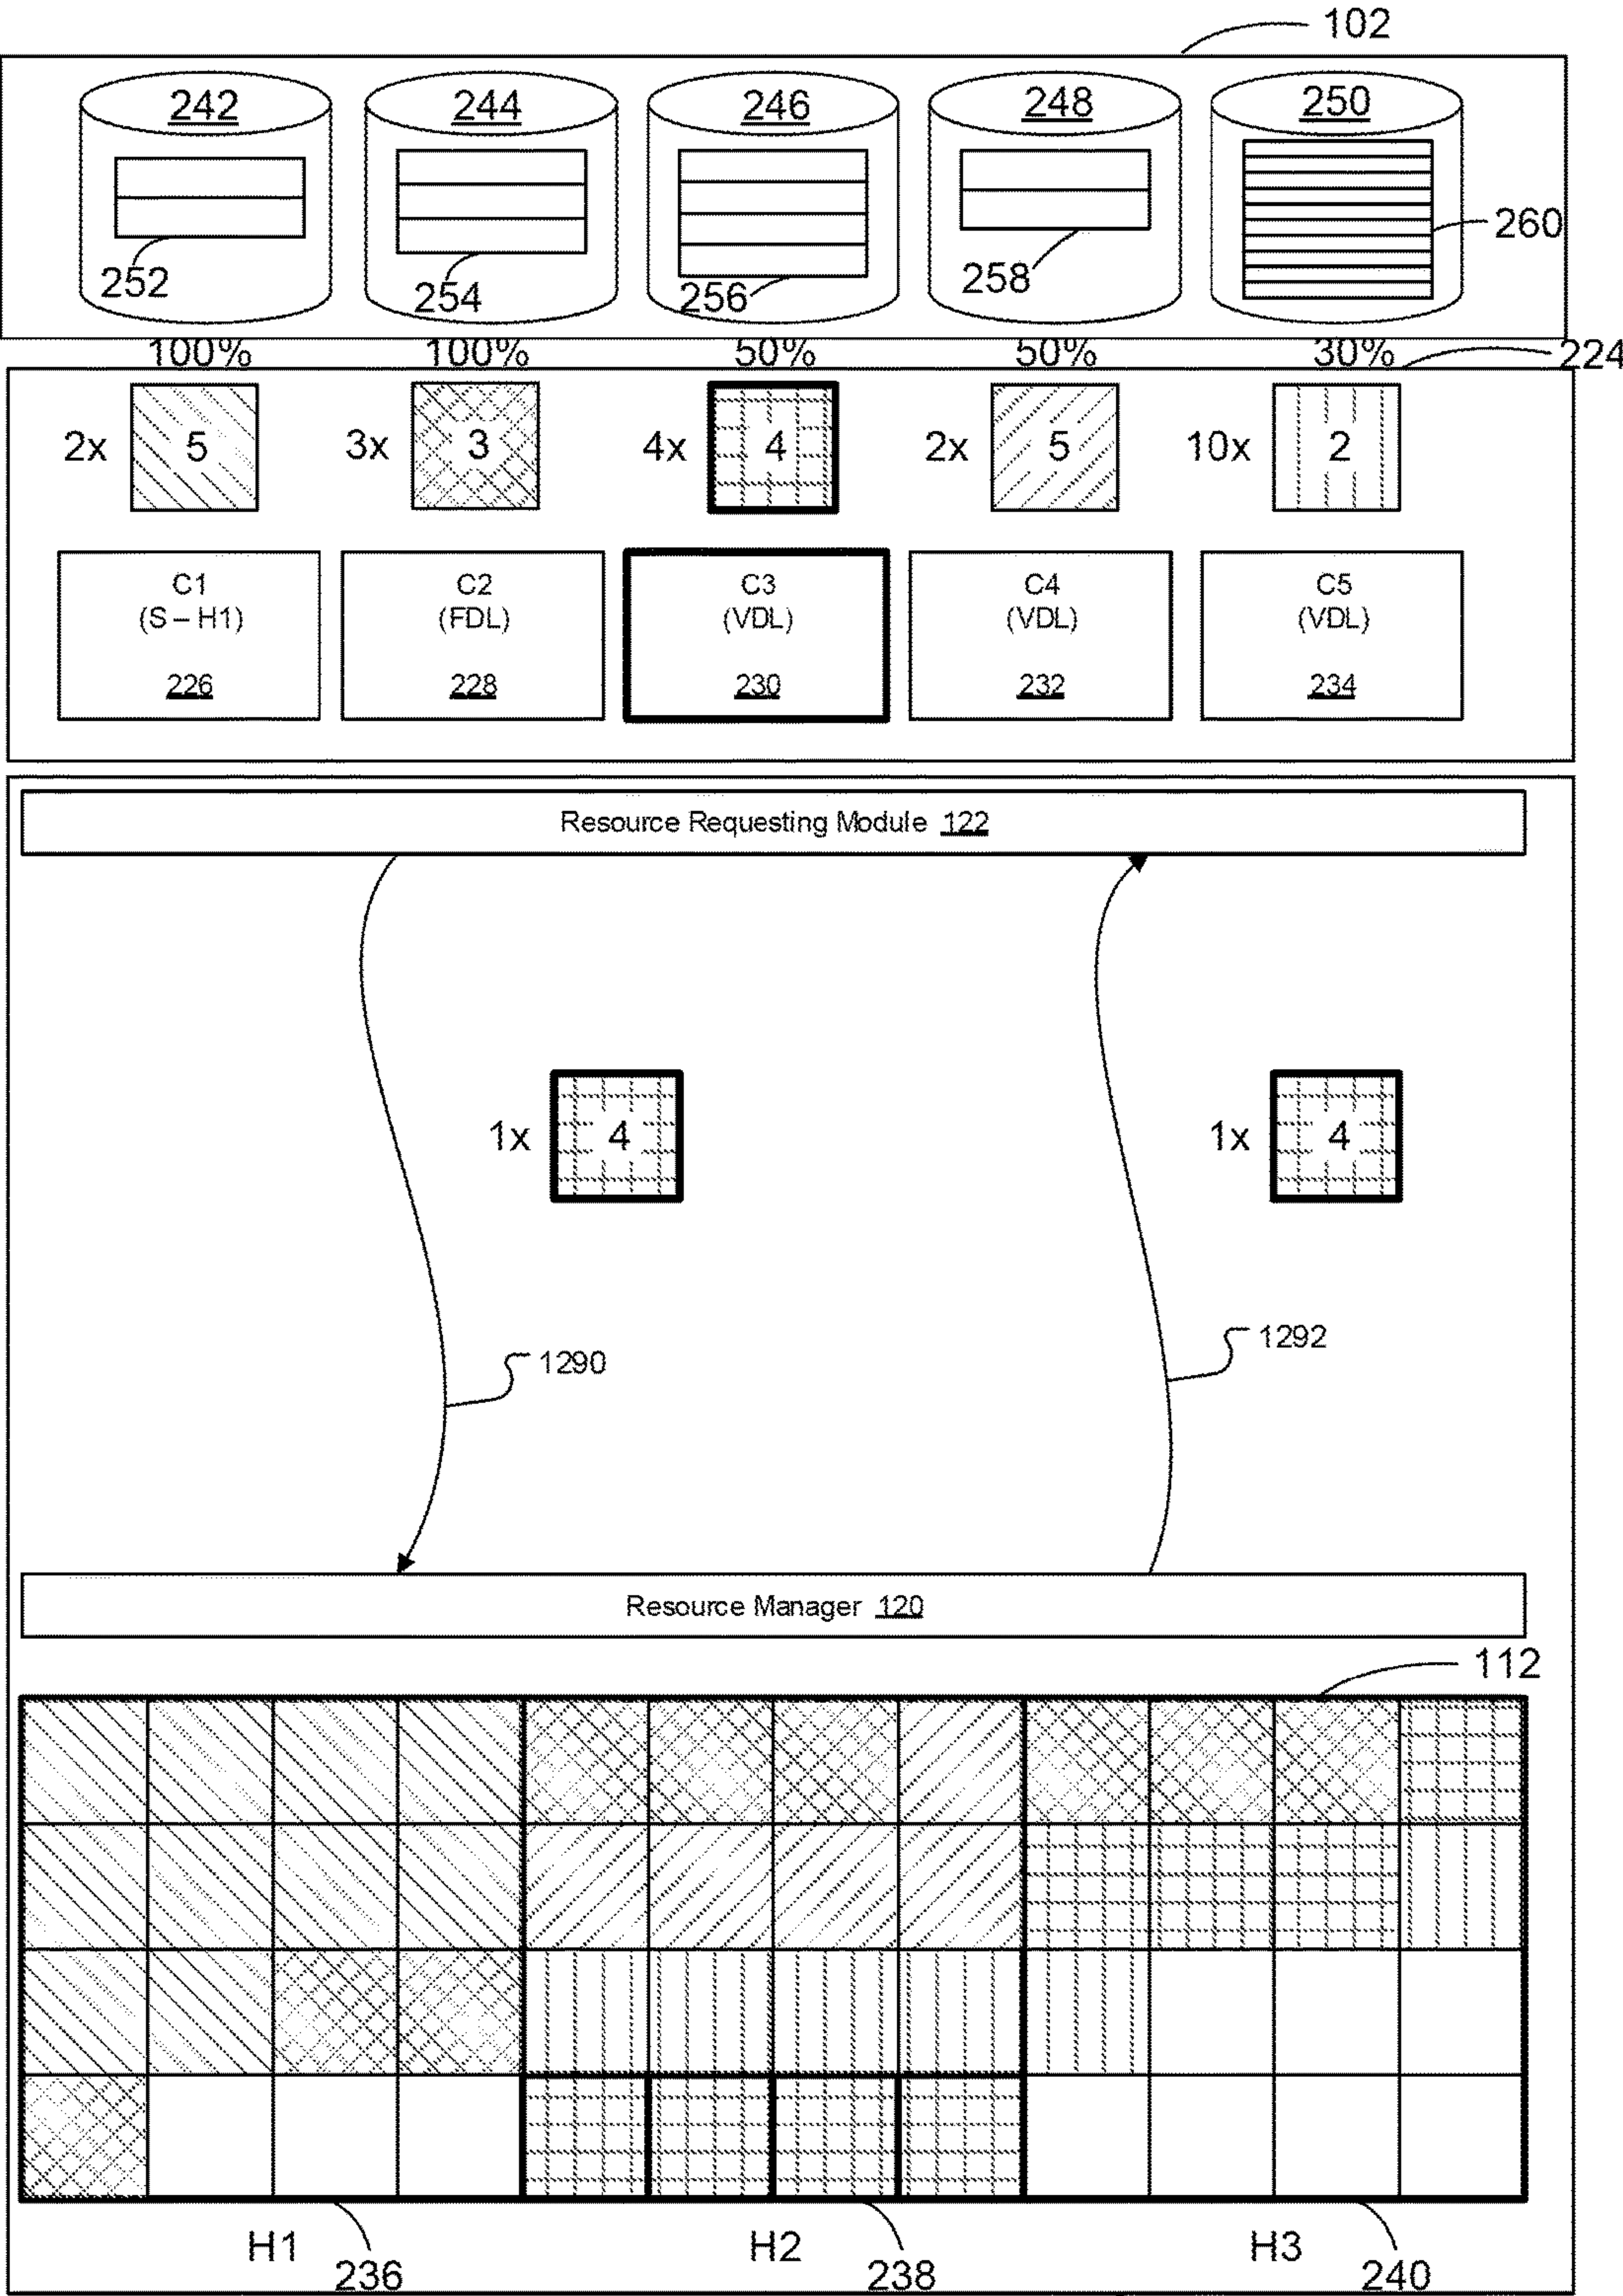 102
242 244 246 248 250
252 254 256 258 260
100% 100% 50% 50% 30% 224
2x 5 3x 3 4x 4 2x 5 10x 2
C1 C2 C3 C4 C5
(S – H1) (FDL) (VDL) (VDL) (VDL)
226 228 230 232 234
Resource Requesting Module 122
1x 4 1x 4
1290 1292
Resource Manager 120
112
H1 H2 H3
236 238 240